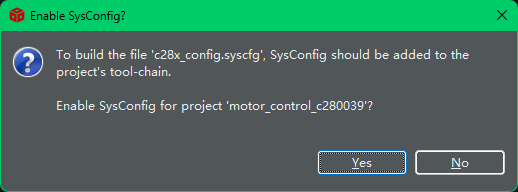 Enable SysConfig?
To build the file 'c28x_config.syscfg', SysConfig should be added to the
project's tool-chain.
Enable SysConfig for project 'motor_control_c280039'?
Yes
No